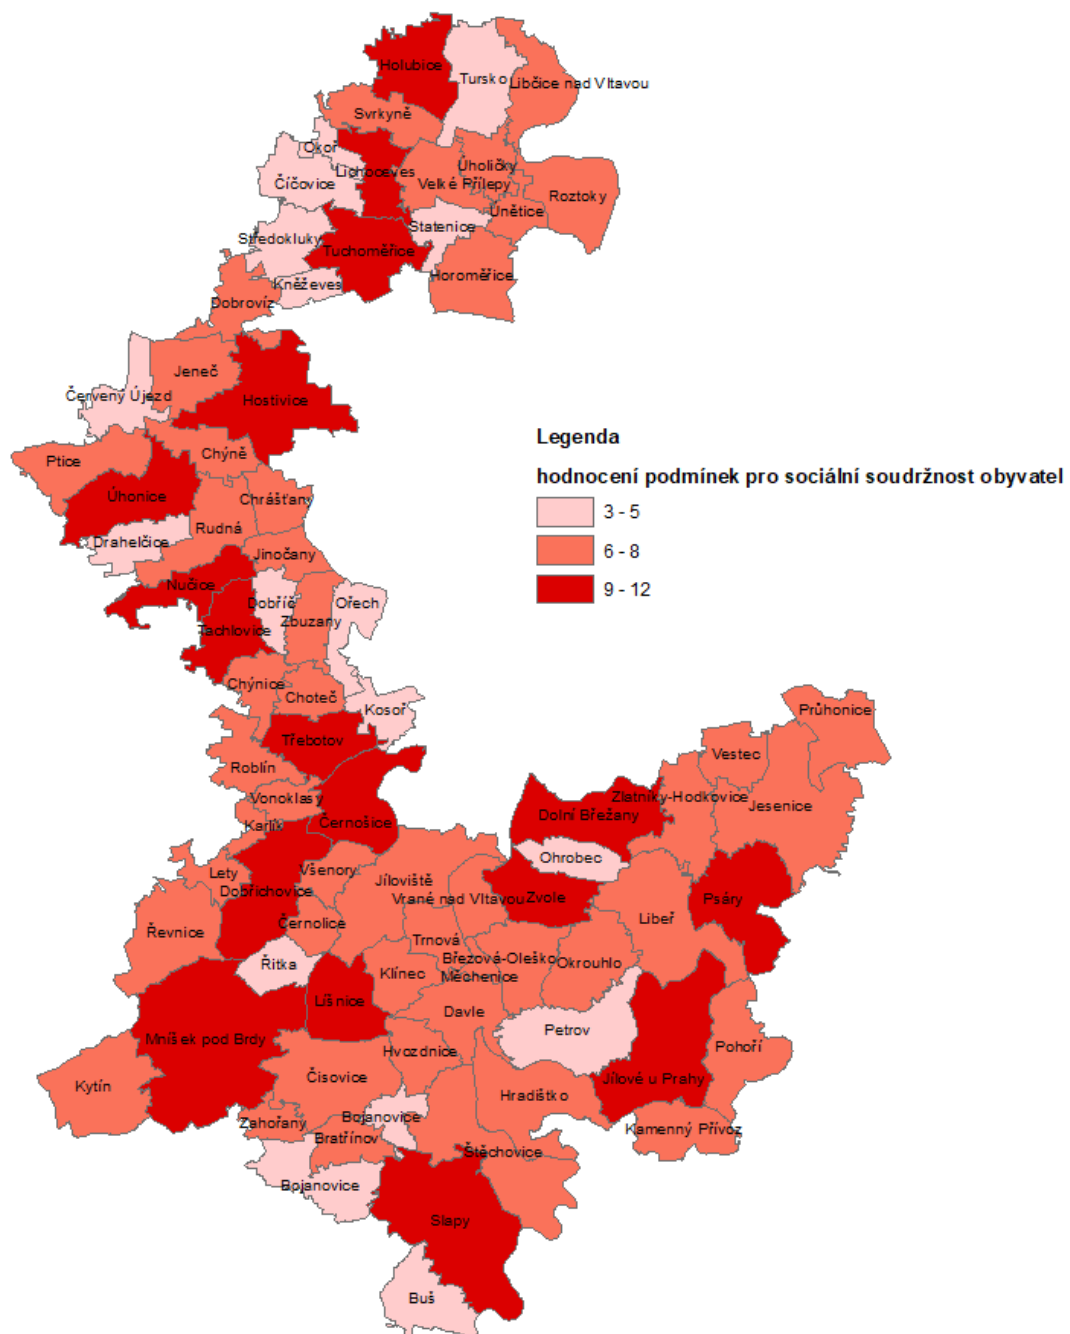 Holubice
Tursko
Libčice nad Vltavou
Svrkyně
Okoř
Lichoceves
Úholičky
Číčovice
Velké Přílepy
Roztoky
Únětice
Statenice
Středokluky
Tuchoměřice
Horoměřice
Kněževes
Dobrovíz
Jeneč
Červený Újezd
Hostivice
Legenda
hodnocení podmínek pro sociální soudržnost obyvatel
3 - 5
6 - 8
9 - 12
Ptice
Chýně
Úhonice
Chrášťany
Rudná
Drahelčice
Jinočany
Nučice
Dobříč
Ořech
Zbuzany
Tachlovice
Chýnice
Choteč
Kosoř
Průhonice
Třebotov
Vestec
Roblín
Vonoklasy
Zlatníky-Hodkovice
Jesenice
Karlík
Černošice
Dolní Břežany
Ohrobec
Lety
Všenory
Jíloviště
Dobřichovice
Vrané nad Vltavou
Zvole
Psáry
Libeř
Řevnice
Černolice
Trnová
Březová-Oleško
Řitka
Klínec
Měchenice
Okrouhlo
Líšnice
Davle
Petrov
Mníšek pod Brdy
Hvozdnice
Pohoří
Kytín
Čisovice
Jílové u Prahy
Hradištko
Bojanovice
Zahořany
Bratřínov
Kamenný Přívoz
Štěchovice
Bojanovice
Slapy
Buš